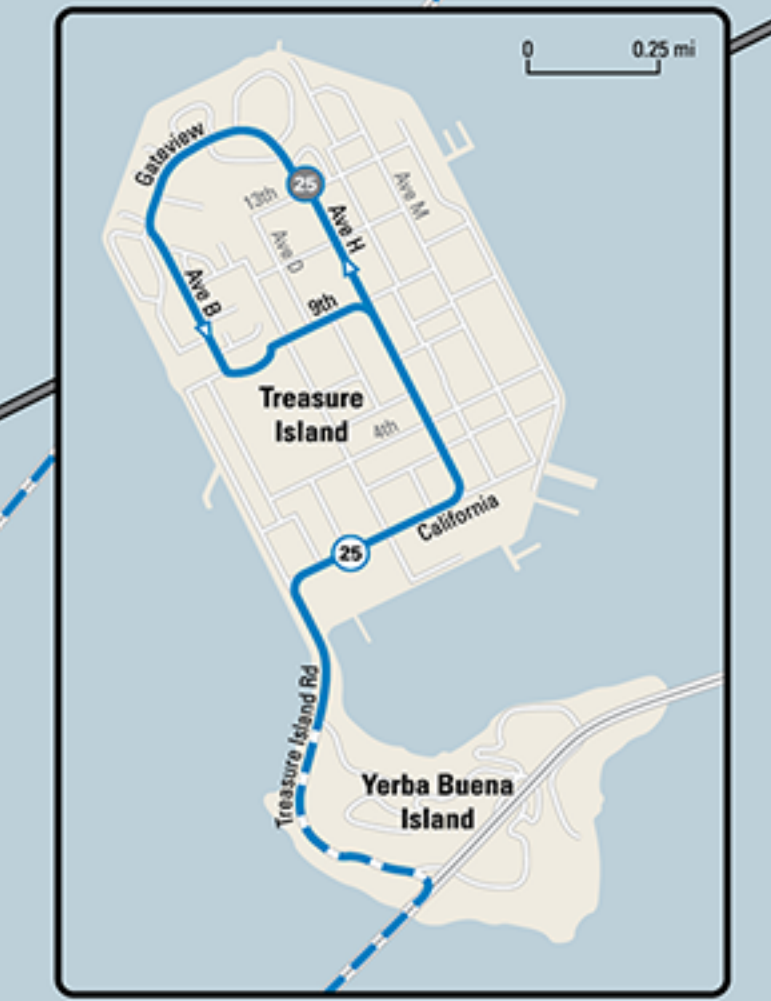 0 0.25 mi
Gateview
25
13th
Ave M
Ave H
Ave D
Ave B
9th
Treasure
Island
4th
California
25
Treasure Island Rd
Yerba Buena
Island